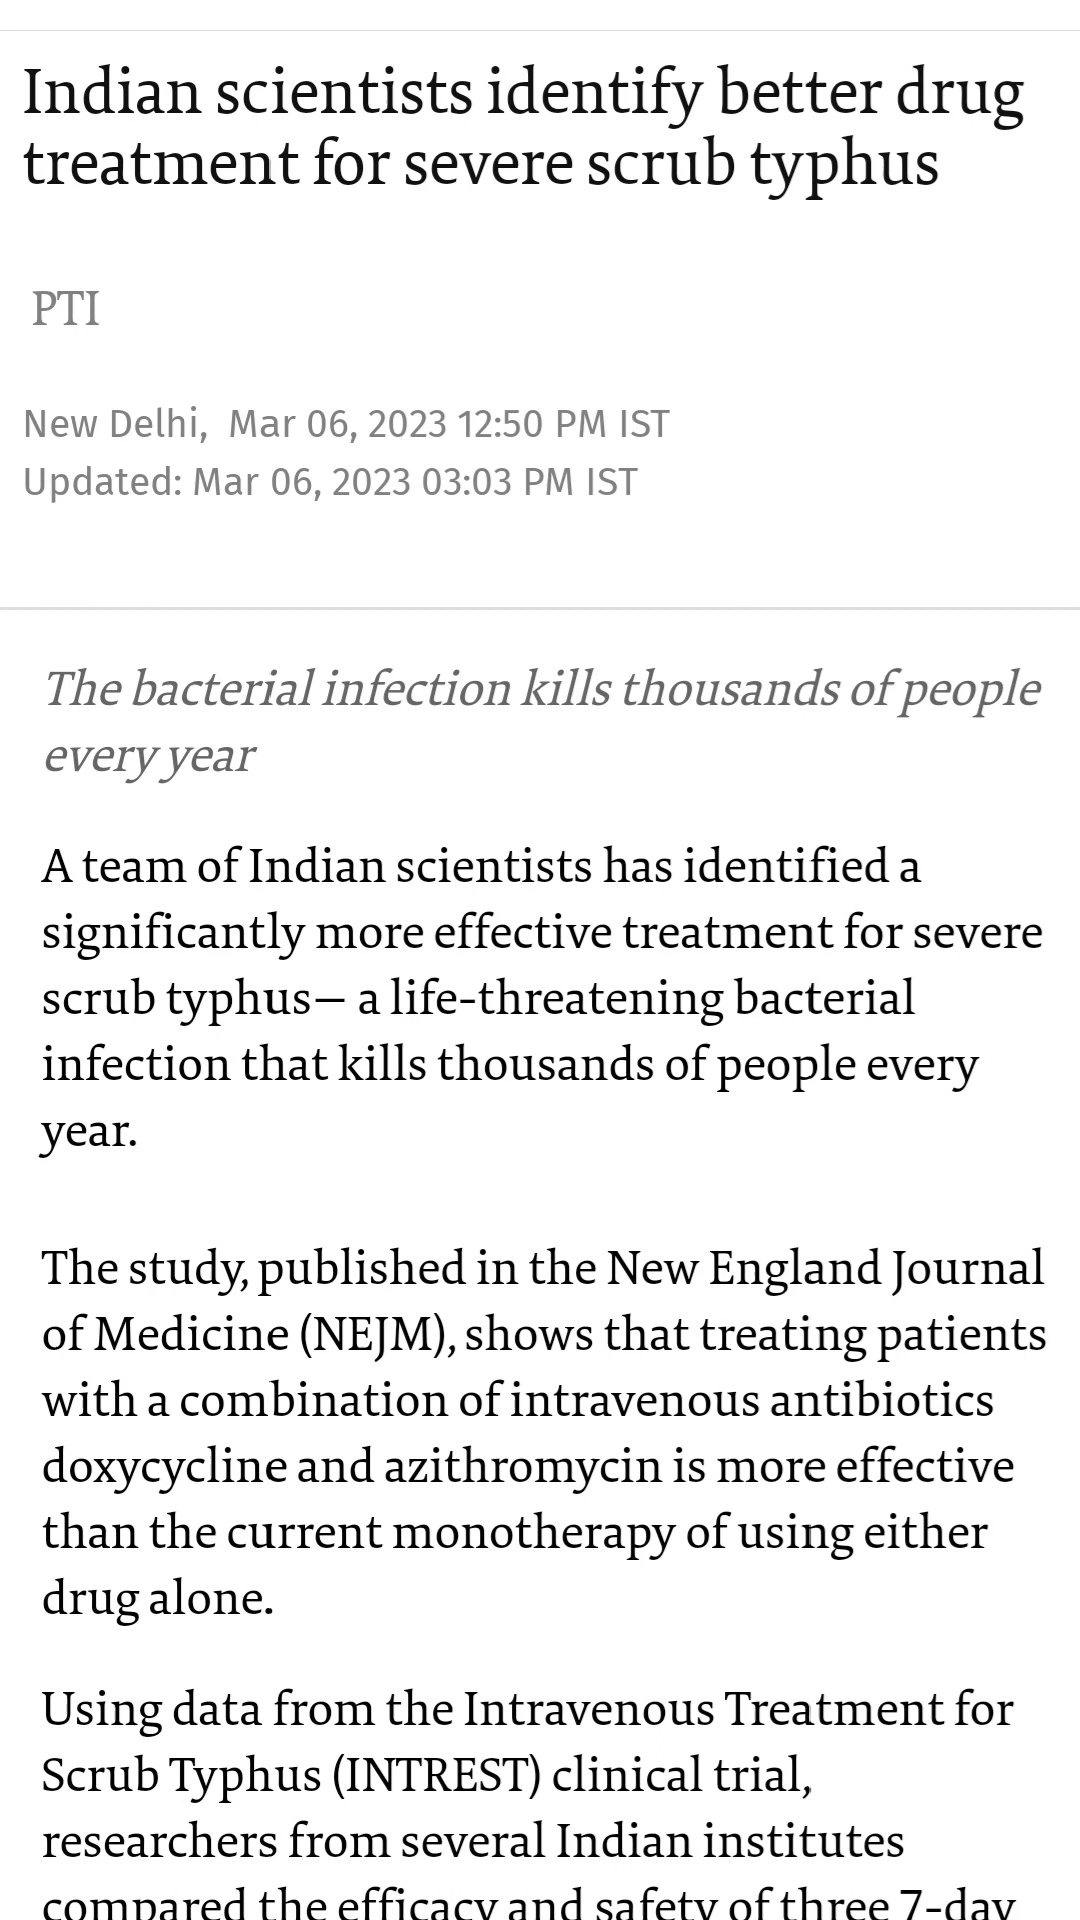 Indian scientists identify better drug
treatment for severe scrub typhus
PTI
New Delhi, Mar 06, 2023 12:50 PM IST
Updated: Mar 06, 2023 03:03 PM IST
The bacterial infection kills thousands of people
every year
A team of Indian scientists has identified a
significantly more effective treatment for severe
scrub typhus— a life-threatening bacterial
infection that kills thousands of people every
year.
The study, published in the New England Journal
of Medicine (NEJM), shows that treating patients
with a combination of intravenous antibiotics
doxycycline and azithromycin is more effective
than the current monotherapy of using either
drug alone.
Using data from the Intravenous Treatment for
Scrub Typhus (INTREST) clinical trial,
researchers from several Indian institutes
compared the efficacy and safety of three 7-day